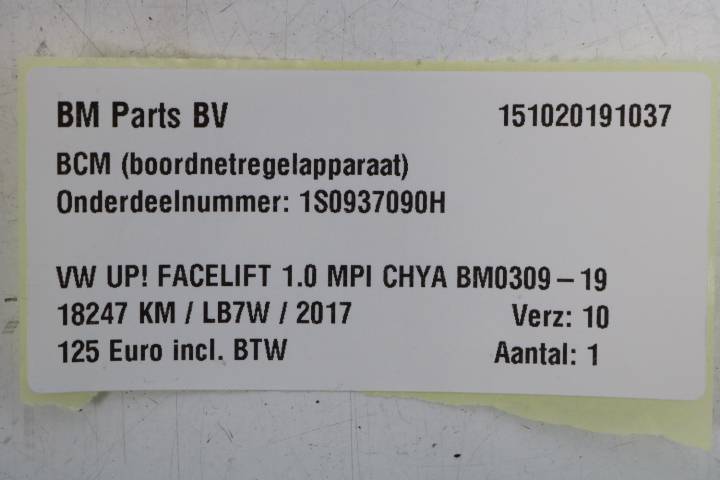 BM Parts BV 151020191037
BCM (boordnetregelapparaat)
Onderdeelnummer: 1S0937090H
VW UP! FACELIFT 1.0 MPI CHYA BM0309 – 19
18247 KM / LB7W / 2017 Verz: 10
125 Euro incl. BTW Aantal: 1